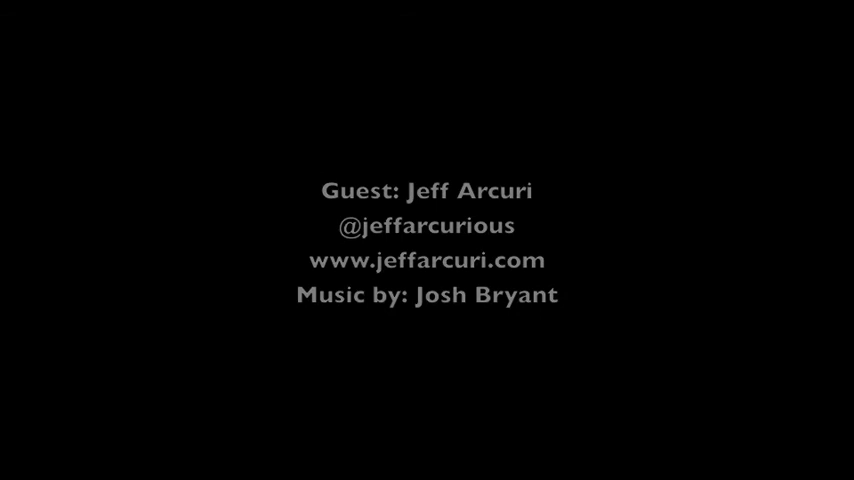 Guest: Jeff Arcuri
@jeffarcurious
www.jeffarcuri.com
Music by: Josh Bryant